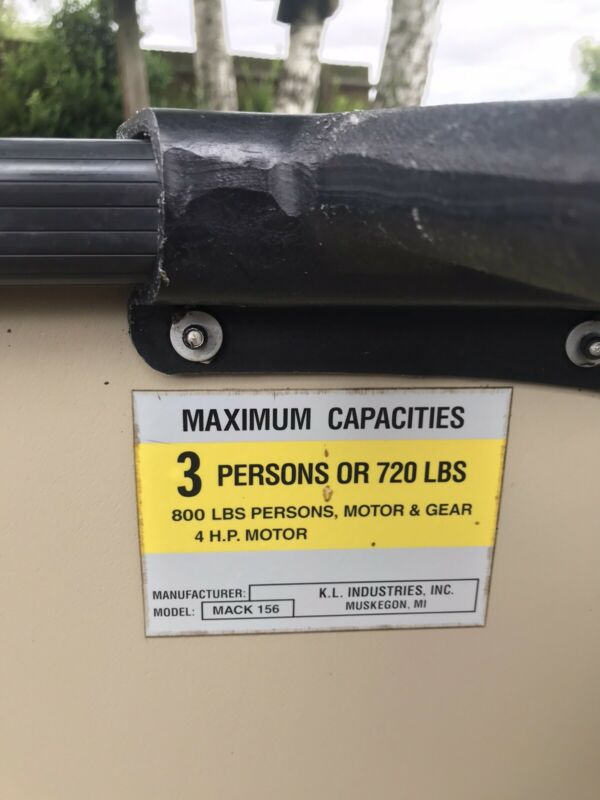 MAXIMUM CAPACITIES
3 PERSONS OR 720 LBS
800 LBS PERSONS, MOTOR & GEAR
4 H.P. MOTOR
MANUFACTURER: K.L. INDUSTRIES, INC.
MUSKEGON, MI
MODEL: MACK 156